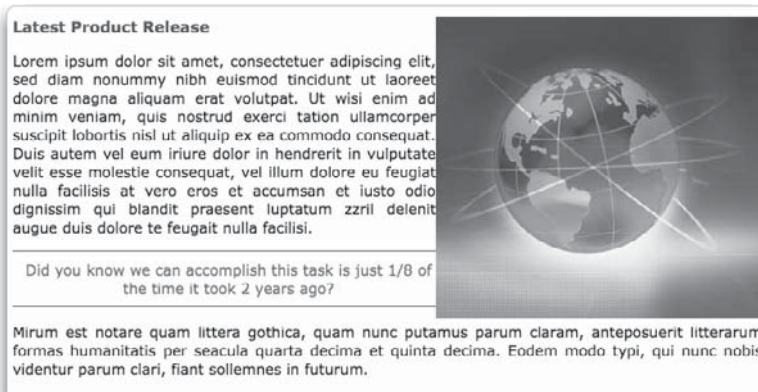 Latest Product Release
Lorem ipsum dolor sit amet, consectetuer adipiscing elit,
sed diam nonummy nibh euismod tincidunt ut laoreet
dolore magna aliquam erat volutpat. Ut wisi enim ad
minim veniam, quis nostrud exerci tation ullamcorper
suscipit lobortis nisl ut aliquip ex ea commodo consequat.
Duis autem vel eum iriure dolor in hendrerit in vulputate
velit esse molestie consequat, vel illum dolore eu feugiat
nulla facilisis at vero eros et accumsan et iusto odio
dignissim qui blandit praesent luptatum zzril delenit
augue duis dolore te feugait nulla facilisi.
Did you know we can accomplish this task is just 1/8 of
the time it took 2 years ago?
Mirum est notare quam littera gothica, quam nunc putamus parum claram, anteposuerit litterarum
formas humanitatis per seacula quarta decima et quinta decima. Eodem modo typi, qui nunc nobis
videntur parum clari, fiant sollemnes in futurum.